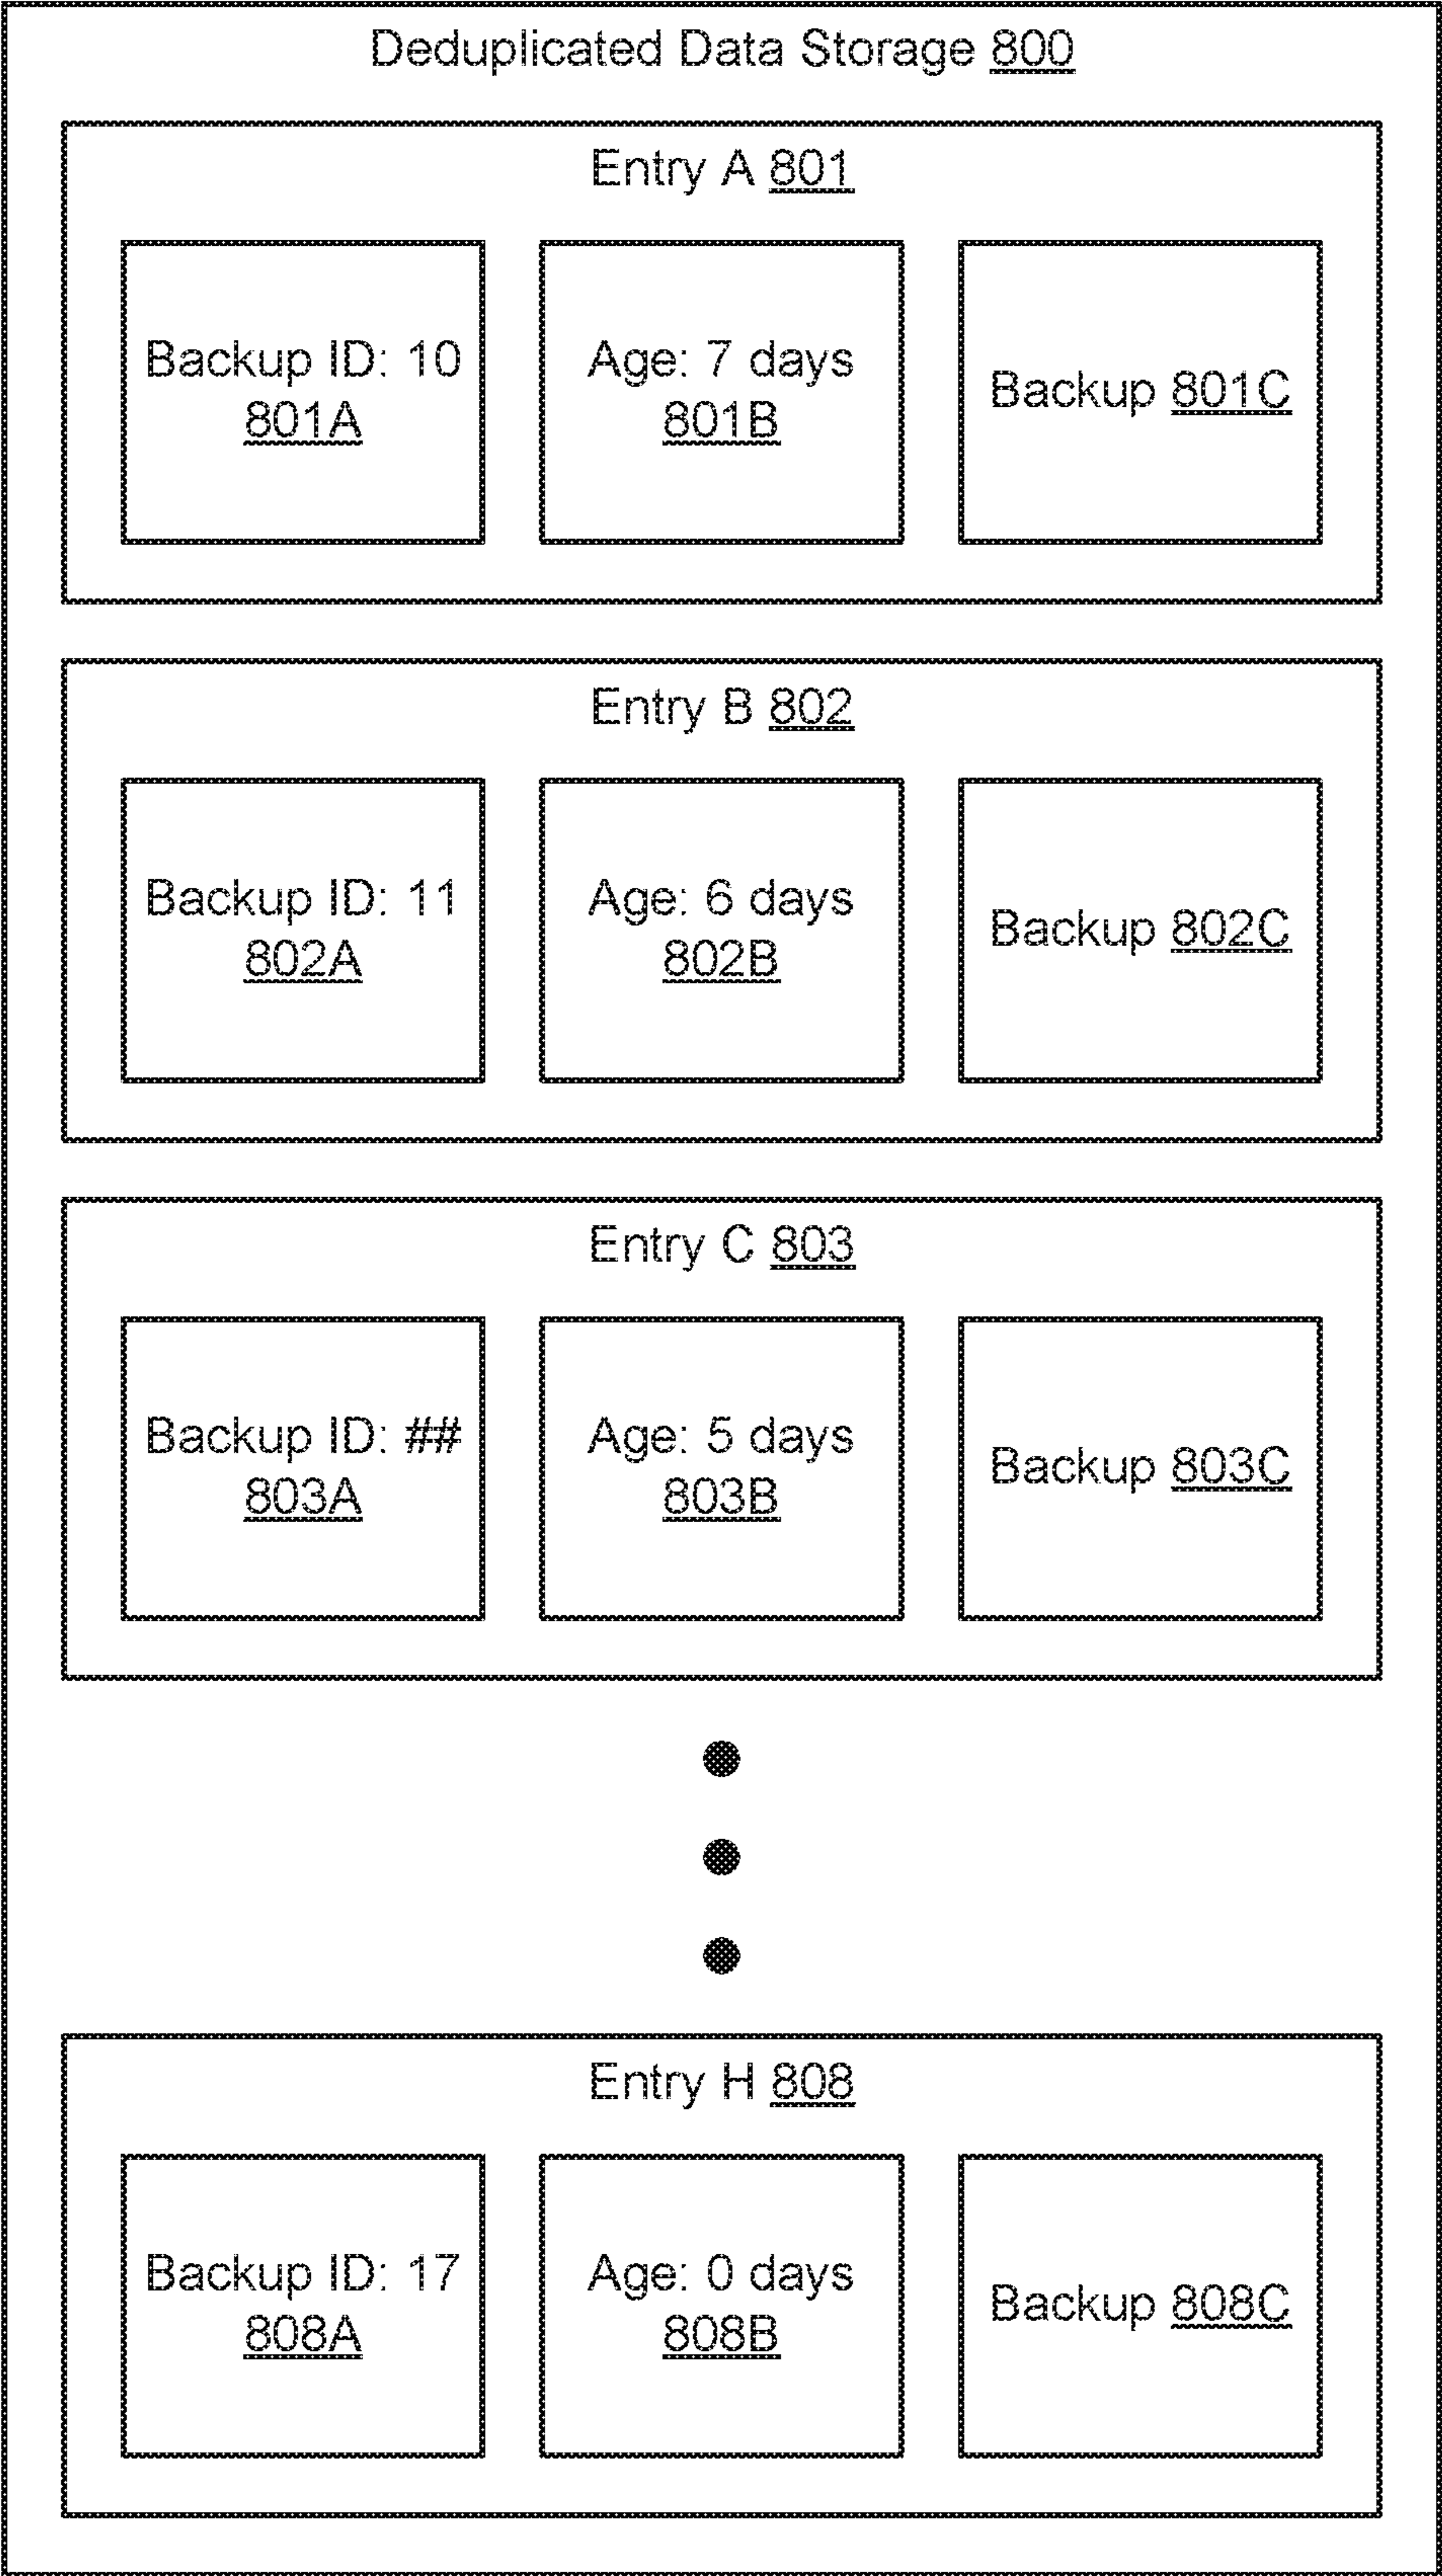 Deduplicated Data Storage 800
Entry A 801
Backup ID: 10
801A
Age: 7 days
801B
Backup 801C
Entry B 802
Backup ID: 11
802A
Age: 6 days
802B
Backup 802C
Entry C 803
Backup ID: ##
803A
Age: 5 days
803B
Backup 803C
Entry H 808
Backup ID: 17
808A
Age: 0 days
808B
Backup 808C